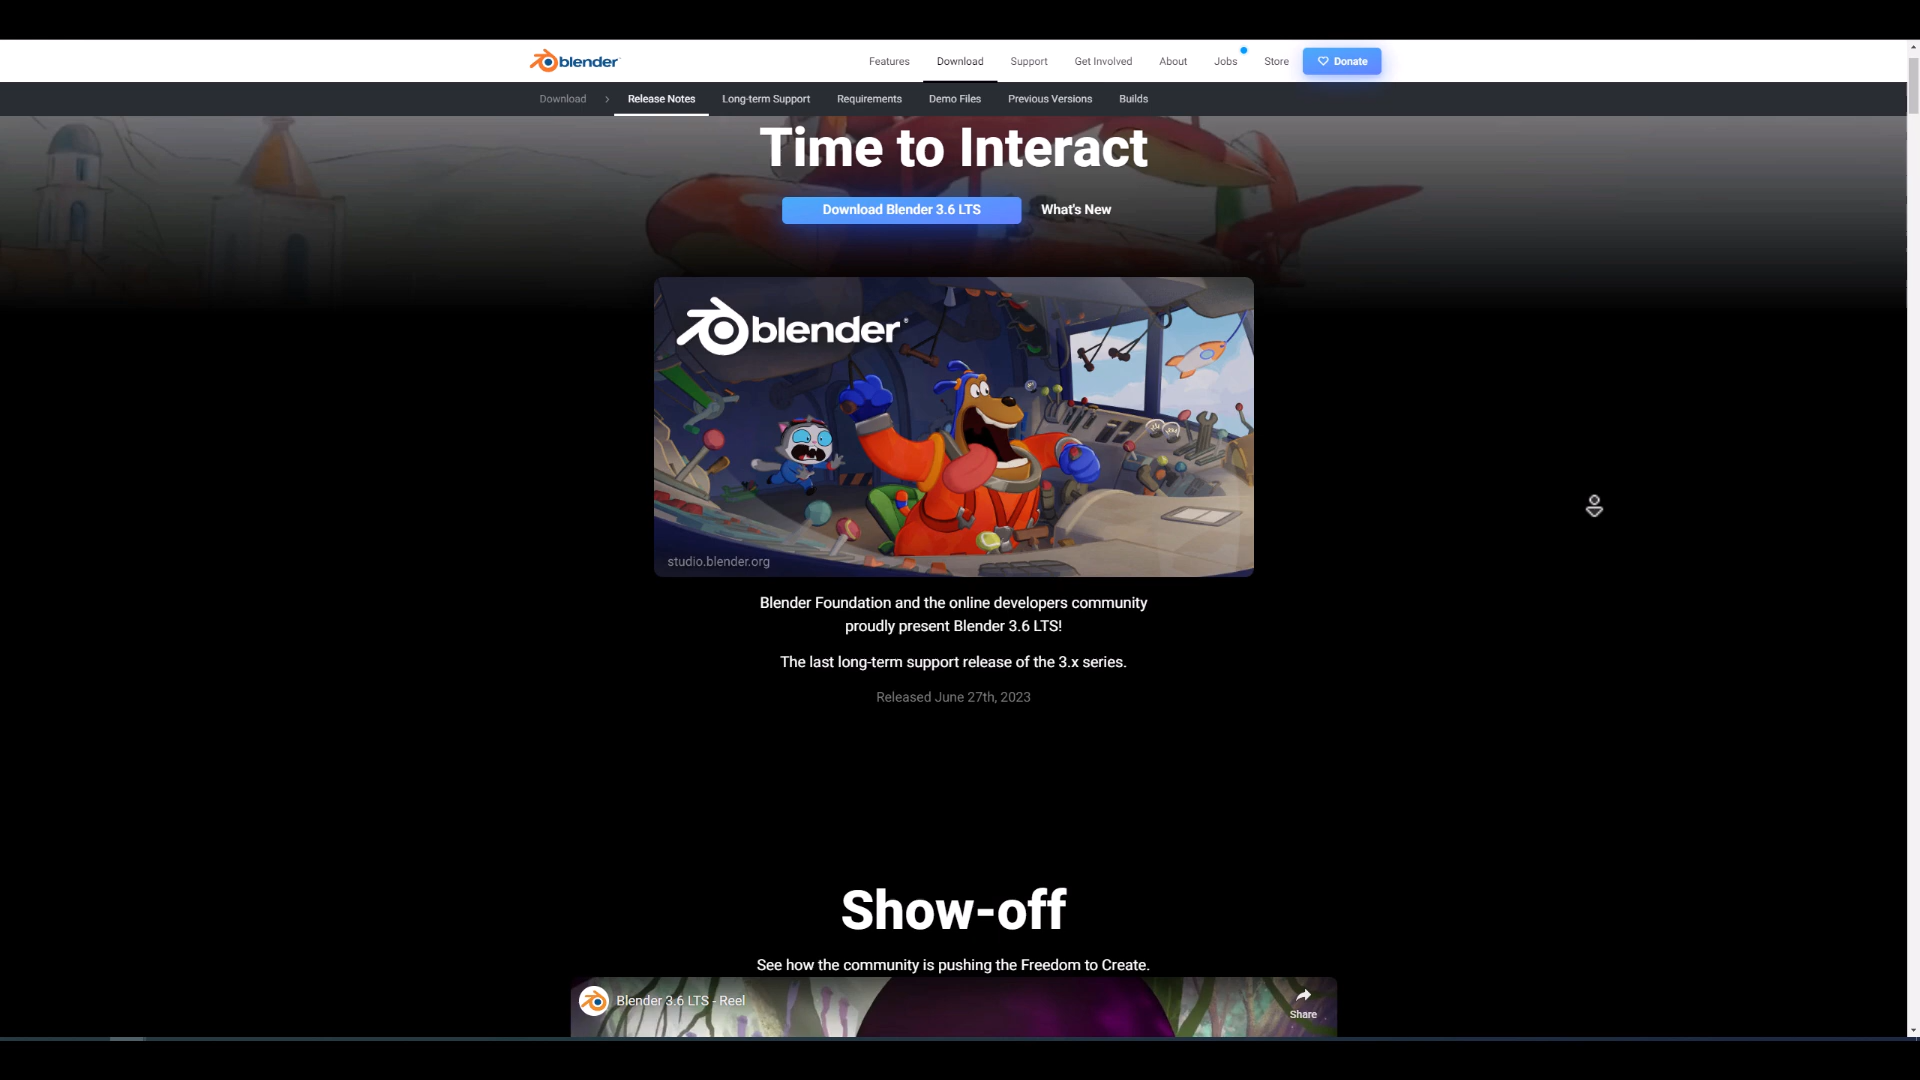 blender
Features
Download
Support
Get Involved
About
Jobs
Store
Donate
Download
Release Notes
Long-term Support
Requirements
Demo Files
Previous Versions
Builds
Time to Interact
Download Blender 3.6 LTS
What's New
blender
studio.blender.org
Blender Foundation and the online developers community
proudly present Blender 3.6 LTS!
The last long-term support release of the 3.x series.
Released June 27th, 2023
Show-off
See how the community is pushing the Freedom to Create.
Blender 3.6 LTS - Reel
Share